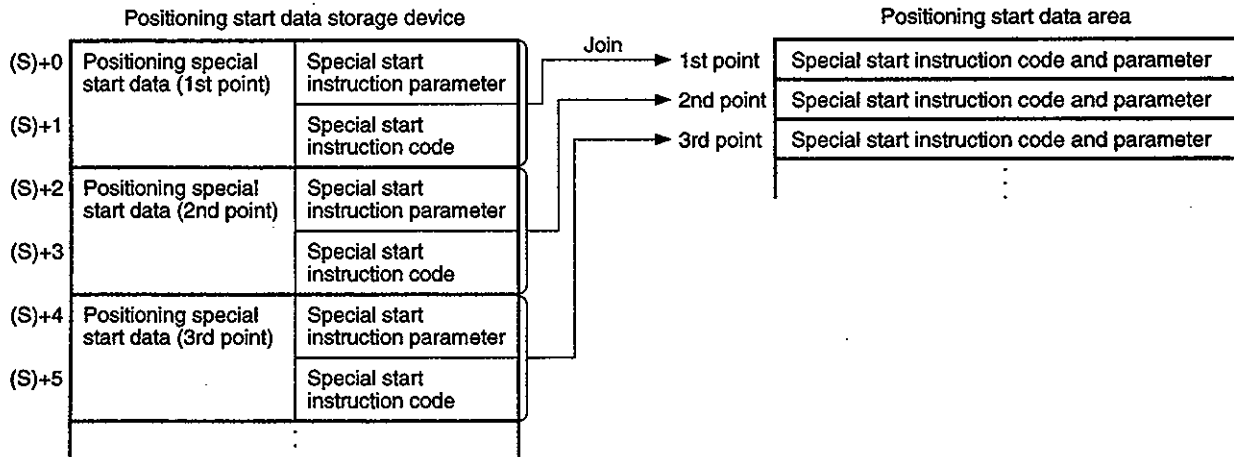 Positioning start data storage device
Positioning start data area
(S)+0
Positioning special
start data (1st point)
Special start
instruction parameter
Join
1st point
Special start instruction code and parameter
(S)+1
Special start
instruction code
2nd point
Special start instruction code and parameter
3rd point
Special start instruction code and parameter
(S)+2
Positioning special
start data (2nd point)
Special start
instruction parameter
(S)+3
Special start
instruction code
(S)+4
Positioning special
start data (3rd point)
Special start
instruction parameter
(S)+5
Special start
instruction code